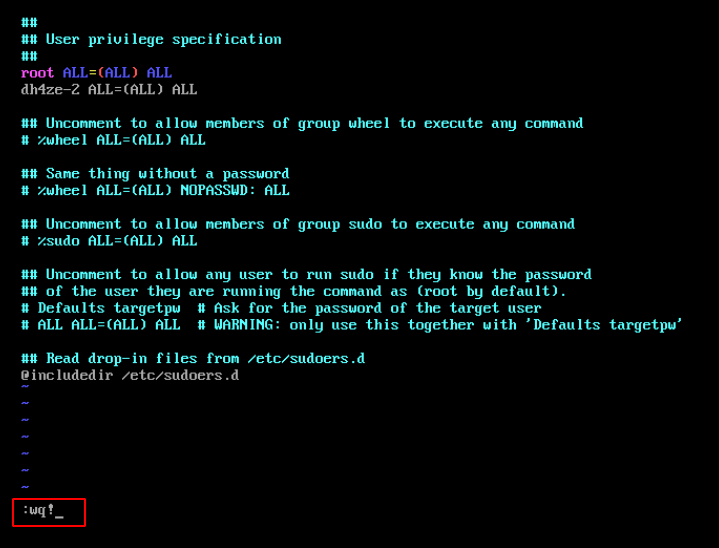 ##
## User privilege specification
##
root ALL=(ALL) ALL
dh4ze-2 ALL=(ALL) ALL
## Uncomment to allow members of group wheel to execute any command
# %wheel ALL=(ALL) ALL
## Same thing without a password
# %wheel ALL=(ALL) NOPASSWD: ALL
## Uncomment to allow members of group sudo to execute any command
# %sudo ALL=(ALL) ALL
## Uncomment to allow any user to run sudo if they know the password
## of the user they are running the command as (root by default).
# Defaults targetpw  # Ask for the password of the target user
# ALL ALL=(ALL) ALL  # WARNING: only use this together with 'Defaults targetpw'
## Read drop-in files from /etc/sudoers.d
@includedir /etc/sudoers.d
~
~
~
~
~
~
~
:wq!_